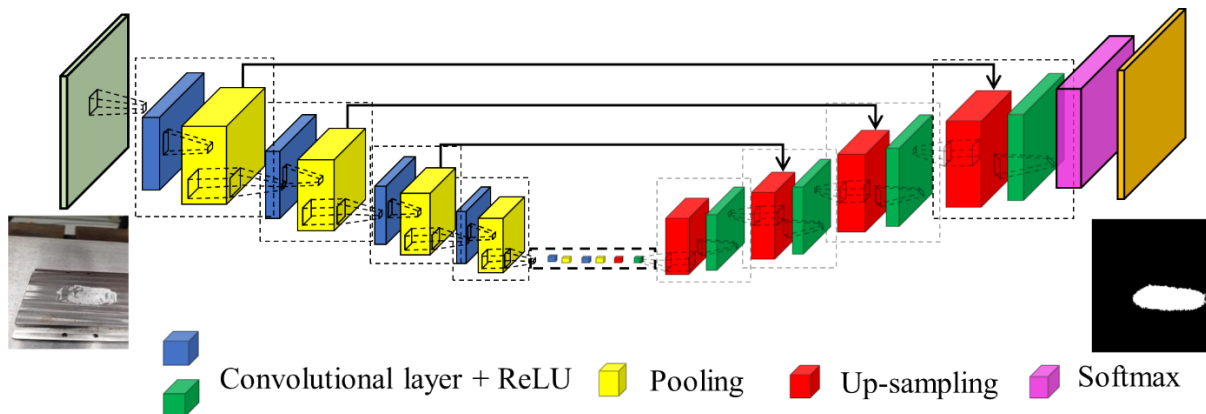 Convolutional layer + ReLU
Pooling
Up-sampling
Softmax